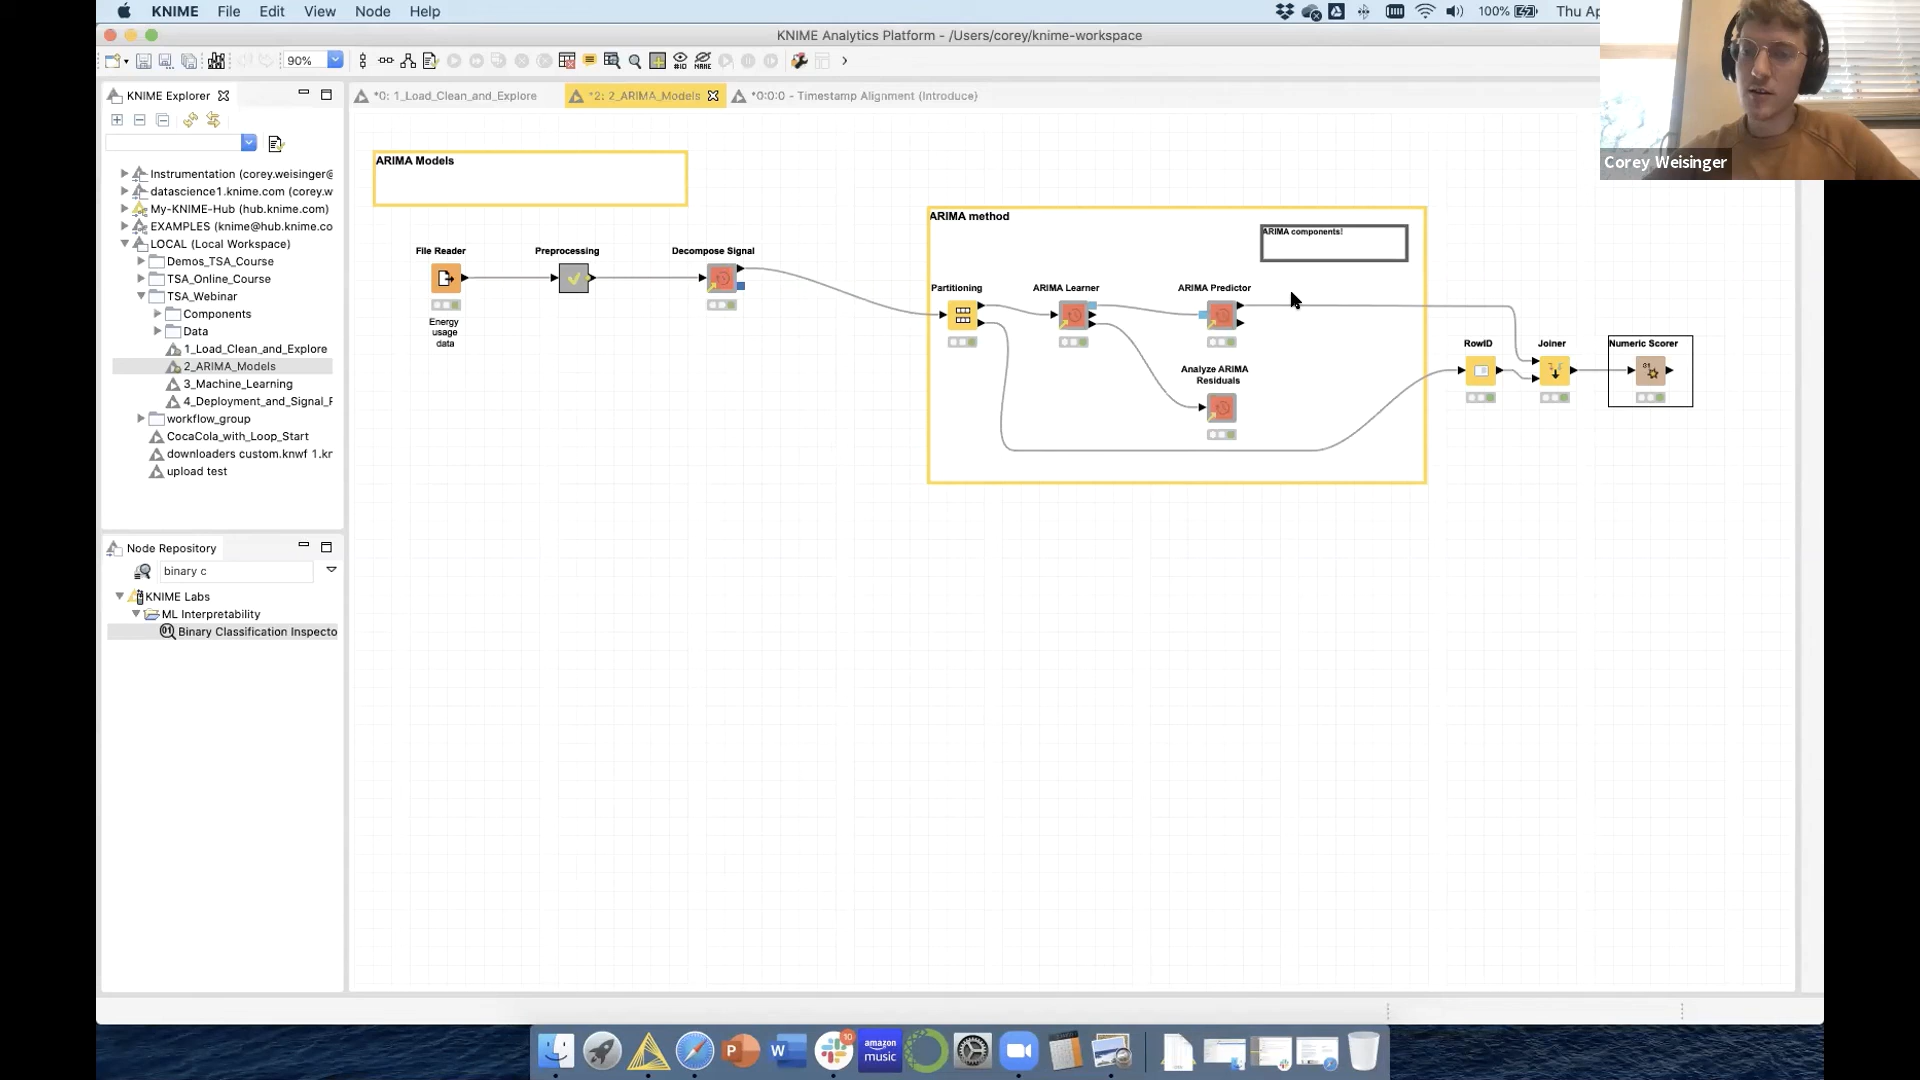 KNIME File Edit View Node Help
100%
Thu Ap
KNIME Analytics Platform - /Users/corey/knime-workspace
90%
KNIME Explorer
*0: 1_Load_Clean_and_Explore
*2: 2_ARIMA_Models
*0:0:0 - Timestamp Alignment (Introduce)
Corey Weisinger
Instrumentation (corey.weisinger@
datascience1.knime.com (corey.w
My-KNIME-Hub (hub.knime.com)
EXAMPLES (knime@hub.knime.co
LOCAL (Local Workspace)
Demos_TSA_Course
TSA_Online_Course
TSA_Webinar
Components
Data
1_Load_Clean_and_Explore
2_ARIMA_Models
3_Machine_Learning
4_Deployment_and_Signal_F
workflow_group
CocaCola_with_Loop_Start
downloaders custom.knwf 1.kr
upload test
Node Repository
binary c
KNIME Labs
ML Interpretability
Binary Classification Inspecto
ARIMA Models
File Reader
Energy
usage
data
Preprocessing
Decompose Signal
ARIMA method
ARIMA components!
Partitioning
ARIMA Learner
ARIMA Predictor
Analyze ARIMA
Residuals
RowID
Joiner
Numeric Scorer
10
amazon
music